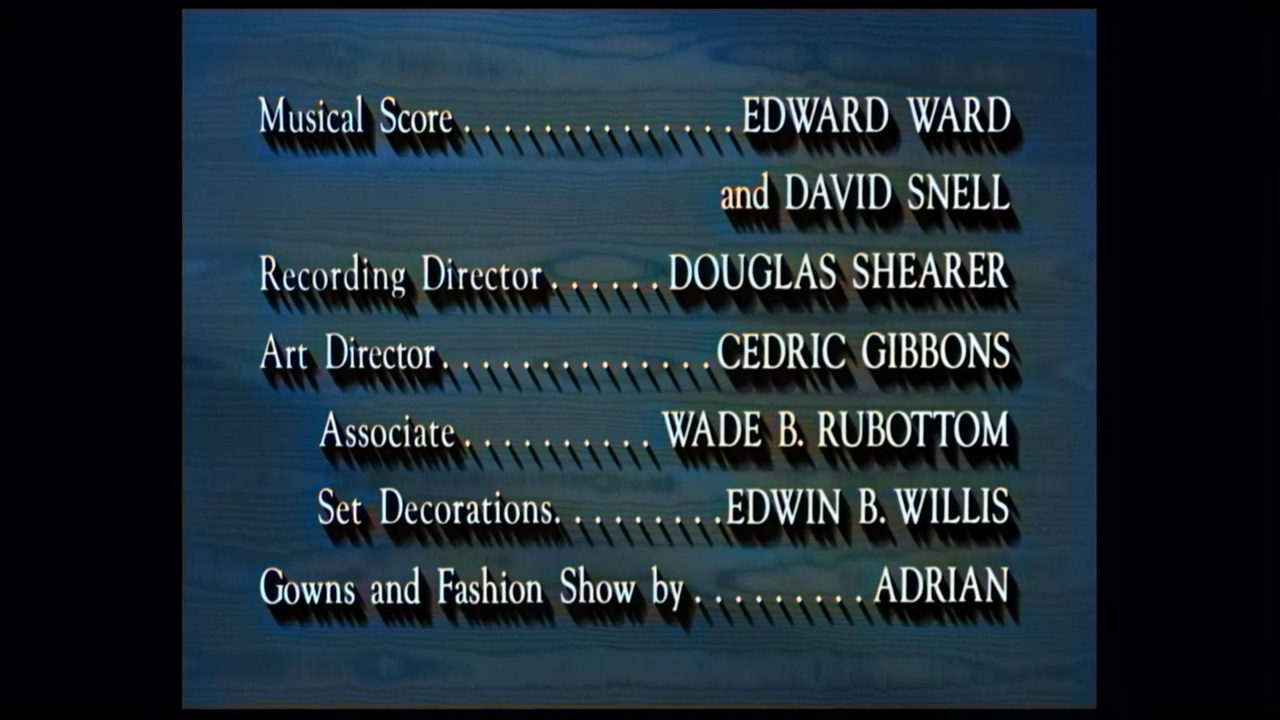 Musical Score..............EDWARD WARD
and DAVID SNELL
Recording Director......DOUGLAS SHEARER
Art Director..............CEDRIC GIBBONS
Associate..........WADE B. RUBOTTOM
Set Decorations.........EDWIN B. WILLIS
Gowns and Fashion Show by.........ADRIAN